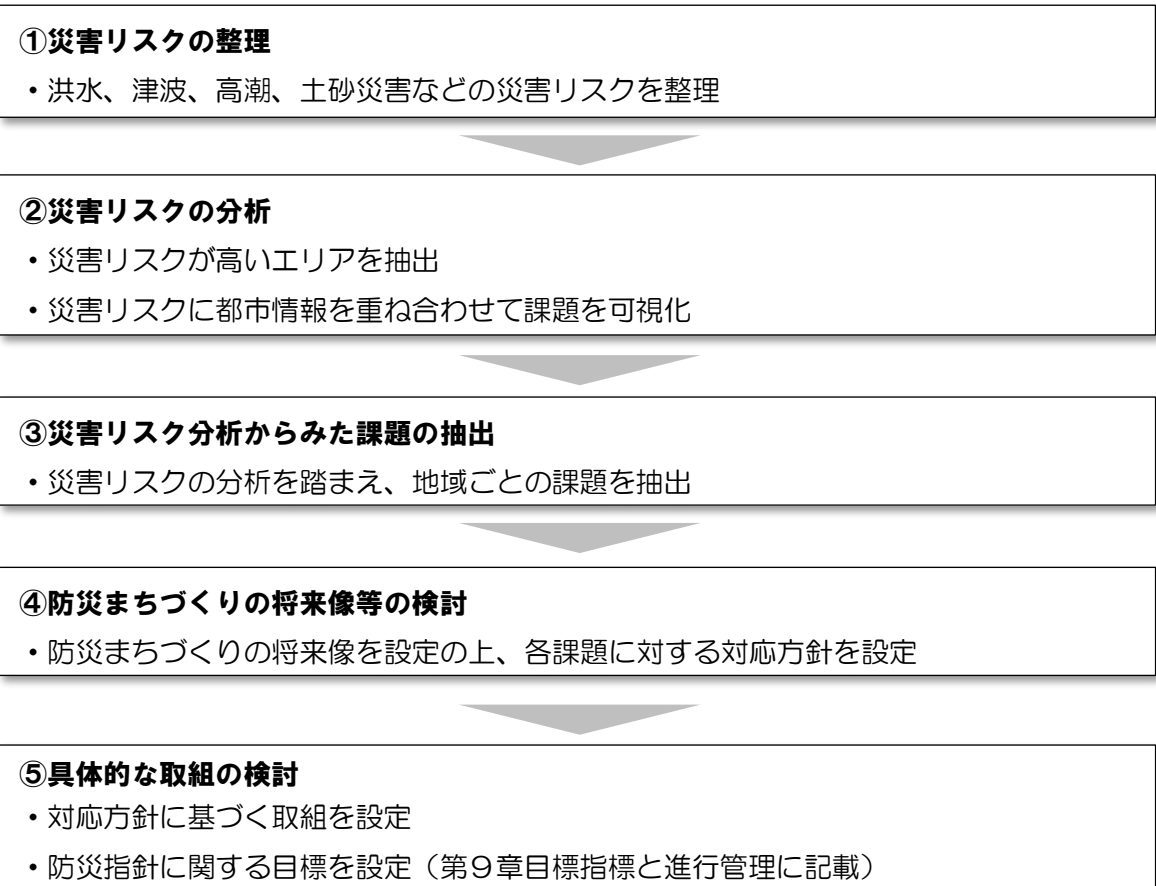 ①災害リスクの整理
・洪水、津波、高潮、土砂災害などの災害リスクを整理
②災害リスクの分析
・災害リスクが高いエリアを抽出
・災害リスクに都市情報を重ね合わせて課題を可視化
③災害リスク分析からみた課題の抽出
・災害リスクの分析を踏まえ、地域ごとの課題を抽出
④防災まちづくりの将来像等の検討
・防災まちづくりの将来像を設定の上、各課題に対する対応方針を設定
⑤具体的な取組の検討
・対応方針に基づく取組を設定
・防災指針に関する目標を設定（第９章目標指標と進行管理に記載）